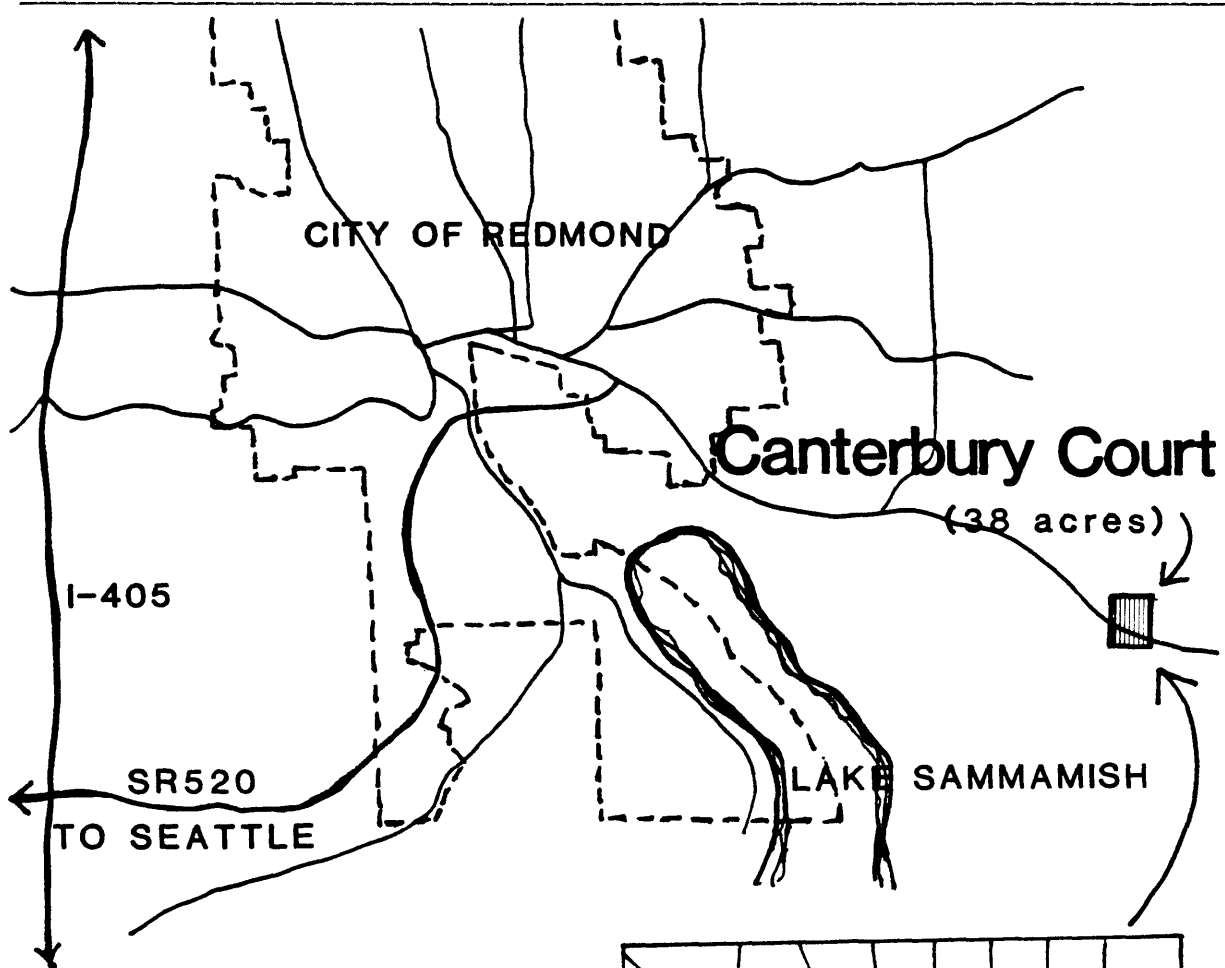 CITY OF REDMOND
Canterbury Court
(38 acres)
I-405
SR520
TO SEATTLE
LAKE SAMMAMISH